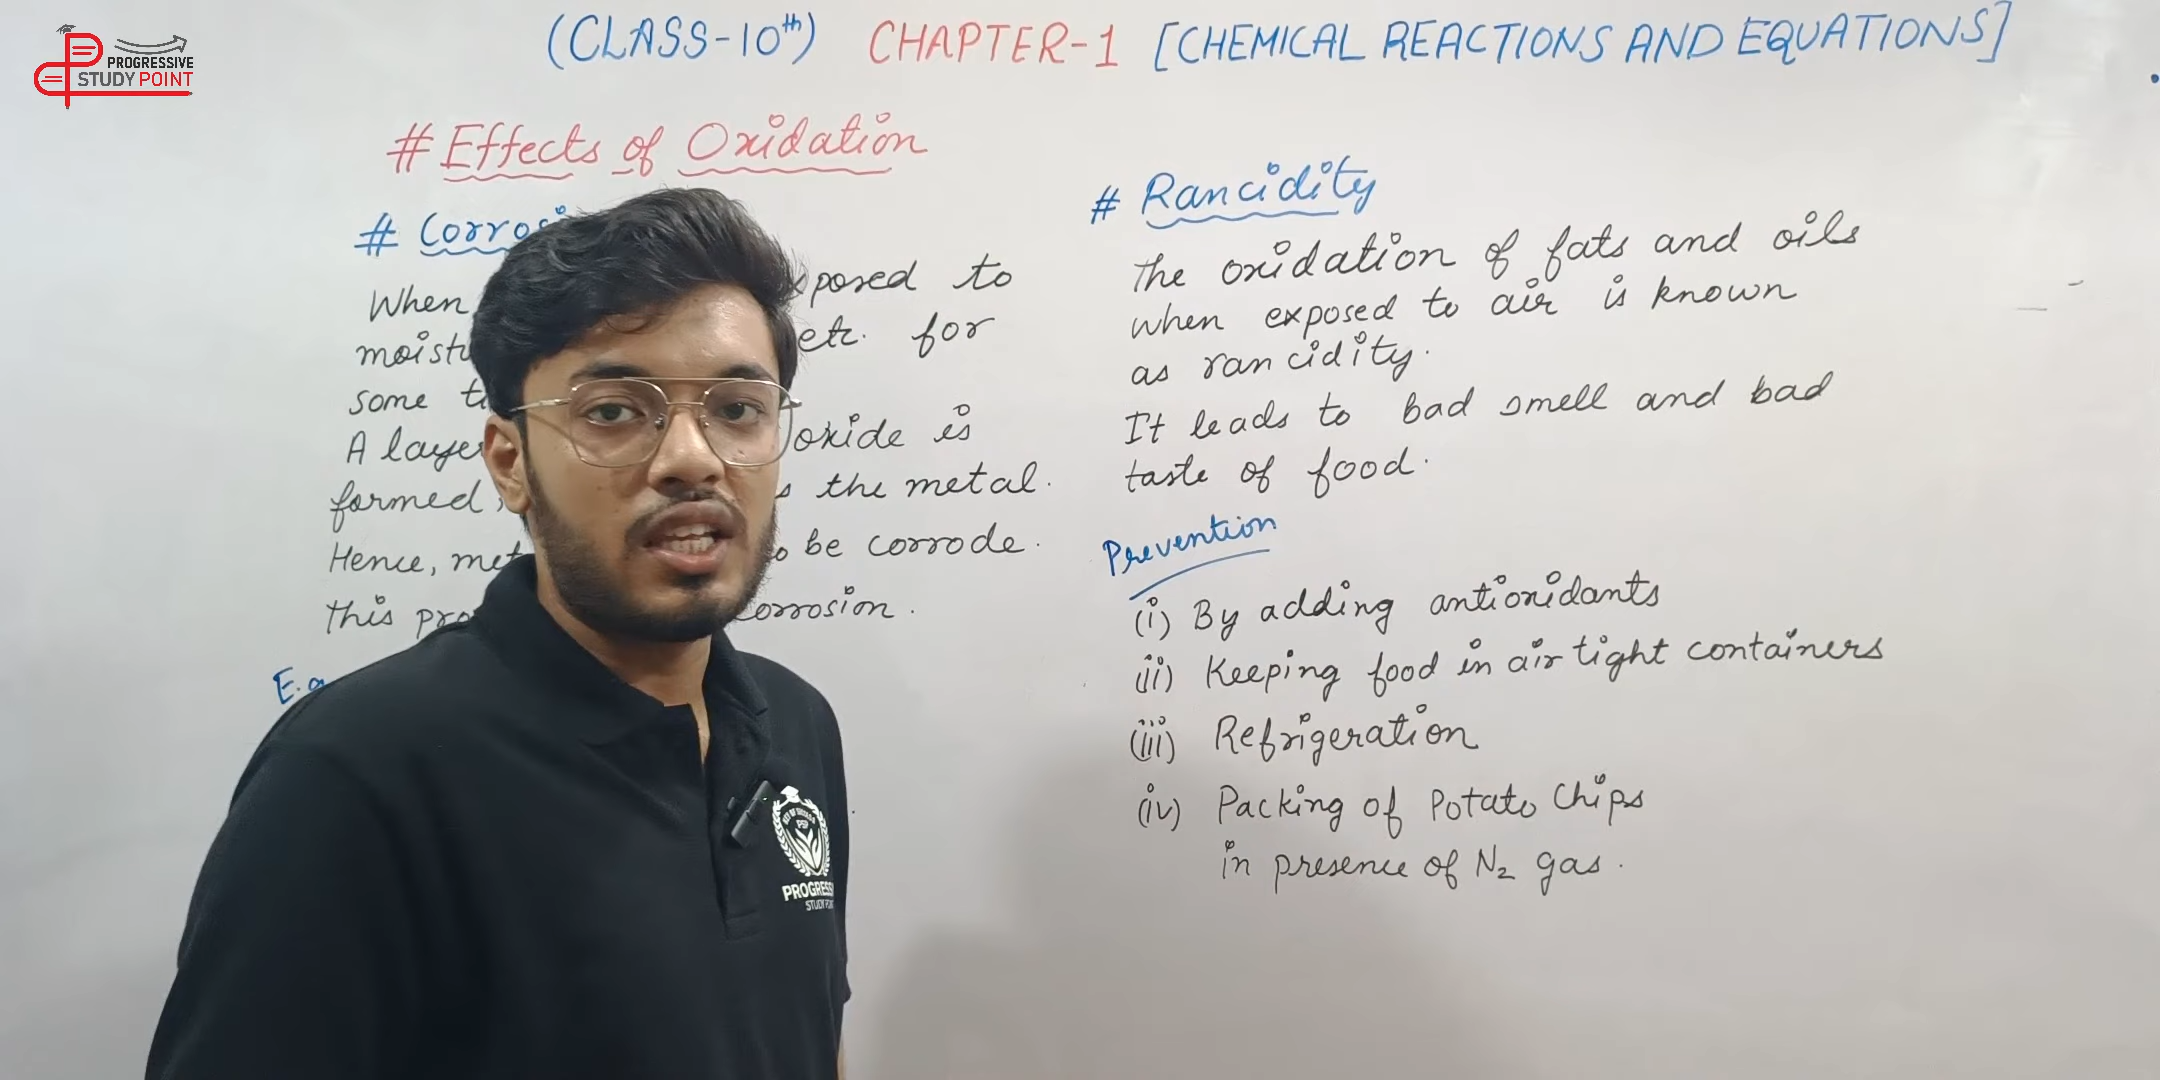 PROGRESSIVE
STUDY POINT
(CLASS-10th) CHAPTER-1 [CHEMICAL REACTIONS AND EQUATIONS]
# Effects of Oxidation
#
When posed to
etc. for
some
A layer oxide is
formed, the metal.
Hence, be corrode.
This
# Rancidity
The oxidation of fats and oils
when exposed to air is known
as rancidity.
It leads to bad smell and bad
taste of food.
Prevention
(i) By adding antioxidants
(ii) Keeping food in air tight containers
(iii) Refrigeration
(iv) Packing of Potato Chips
in presence of N2 gas.
PSP
STUDY